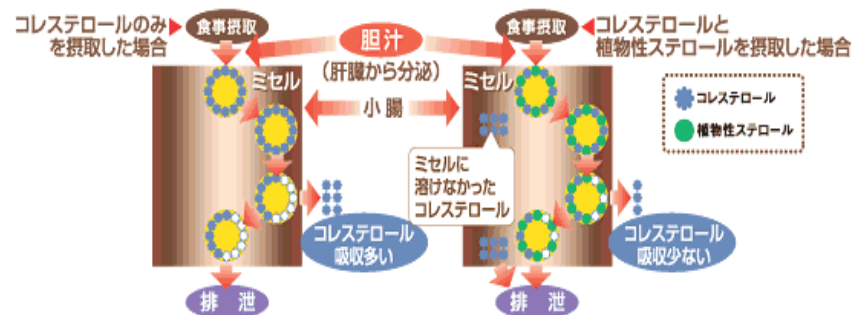 コレステロールのみ
を摂取した場合
食事摂取
胆汁
(肝臓から分泌)
小腸
食事摂取
コレステロールと
植物性ステロールを摂取した場合
ミセル
ミセル
コレステロール
植物性ステロール
ミセルに
溶けなかった
コレステロール
コレステロール
吸収多い
コレステロール
吸収少ない
排泄
排泄